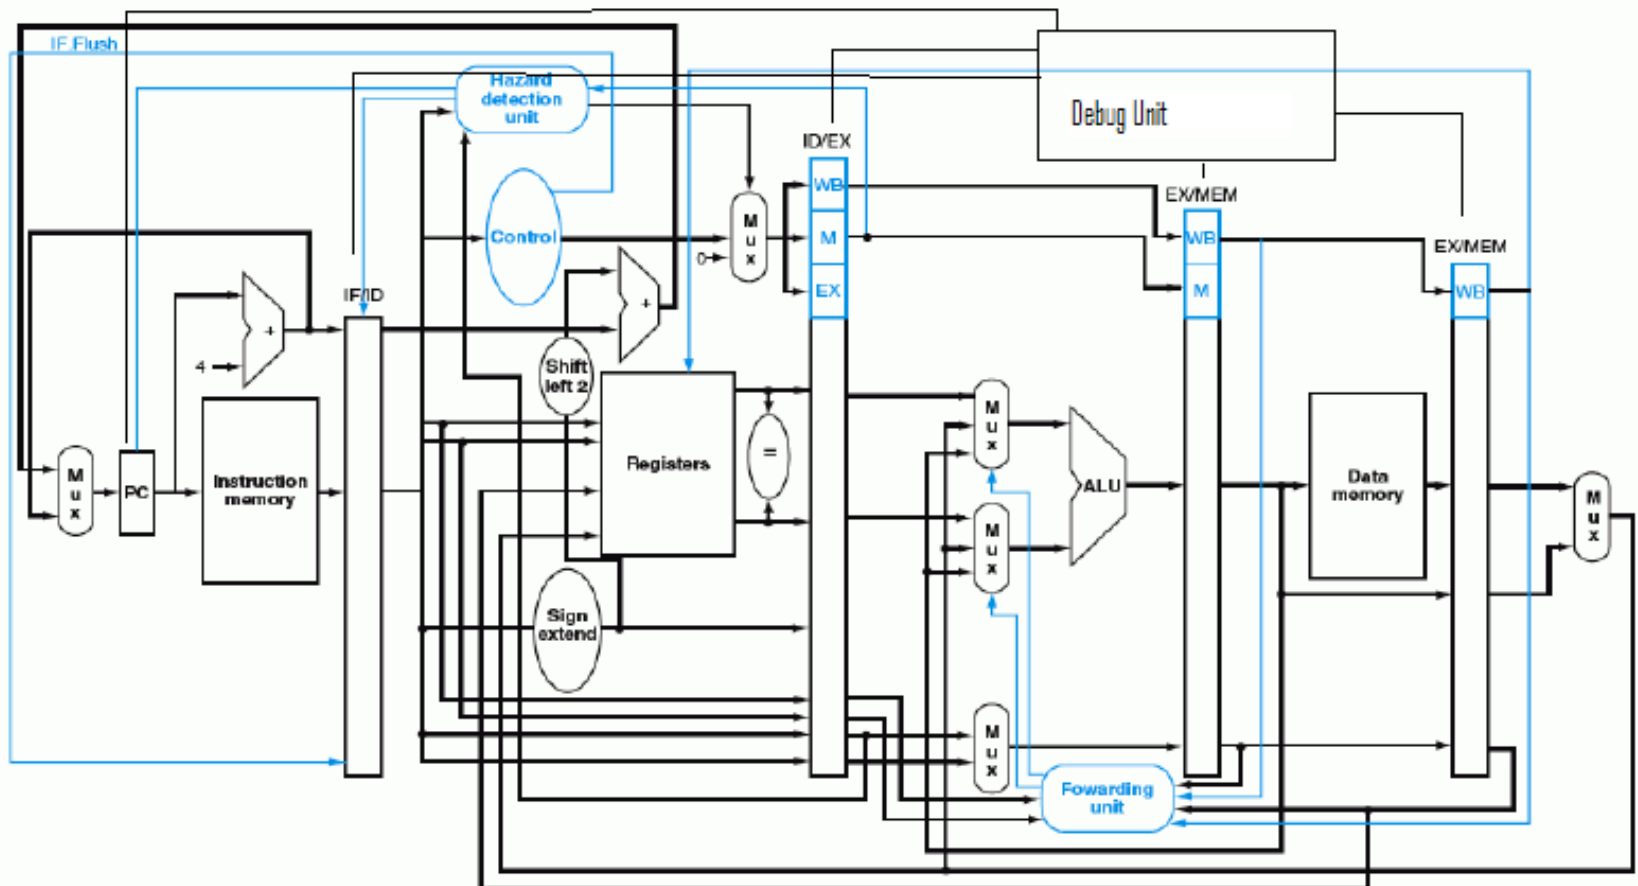 IF.Flush
Hazard
detection
unit
Debug Unit
ID/EX
WB
M
EX
Control
M
u
x
0
EX/MEM
WB
M
EX/MEM
WB
IF/ID
+
+
4
Shift
left 2
M
u
x
PC
Instruction
memory
Registers
=
M
u
x
M
u
x
ALU
Data
memory
M
u
x
Sign
extend
M
u
x
Fowarding
unit